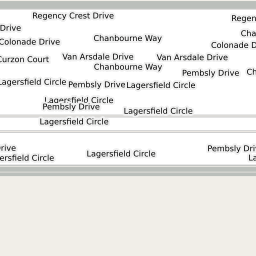 Regency Crest Drive
Regen
Drive
Cha
Colonade Drive
Chanbourne Way
Colonade D
Curzon Court
Van Arsdale Drive
Van Arsdale Drive
Chanbourne Way
Pembsly Drive
Ch
Lagersfield Circle
Pembsly Drive
Lagersfield Circle
Lagersfield Circle
Pembsly Drive
Lagersfield Circle
Lagersfield Circle
rive
Pembsly Driv
ersfield Circle
Lagersfield Circle
La